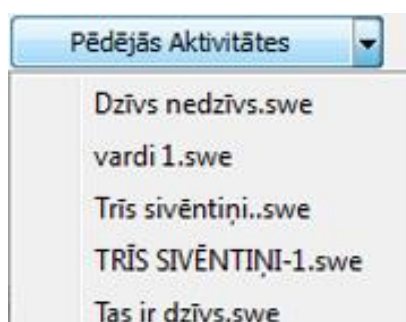 Pēdējās Aktivitātes
Dzīvs nedzīvs.swe
vardi 1.swe
Trīs sivēntiņi..swe
TRĪS SIVĒNTIŅI-1.swe
Tas ir dzīvs.swe